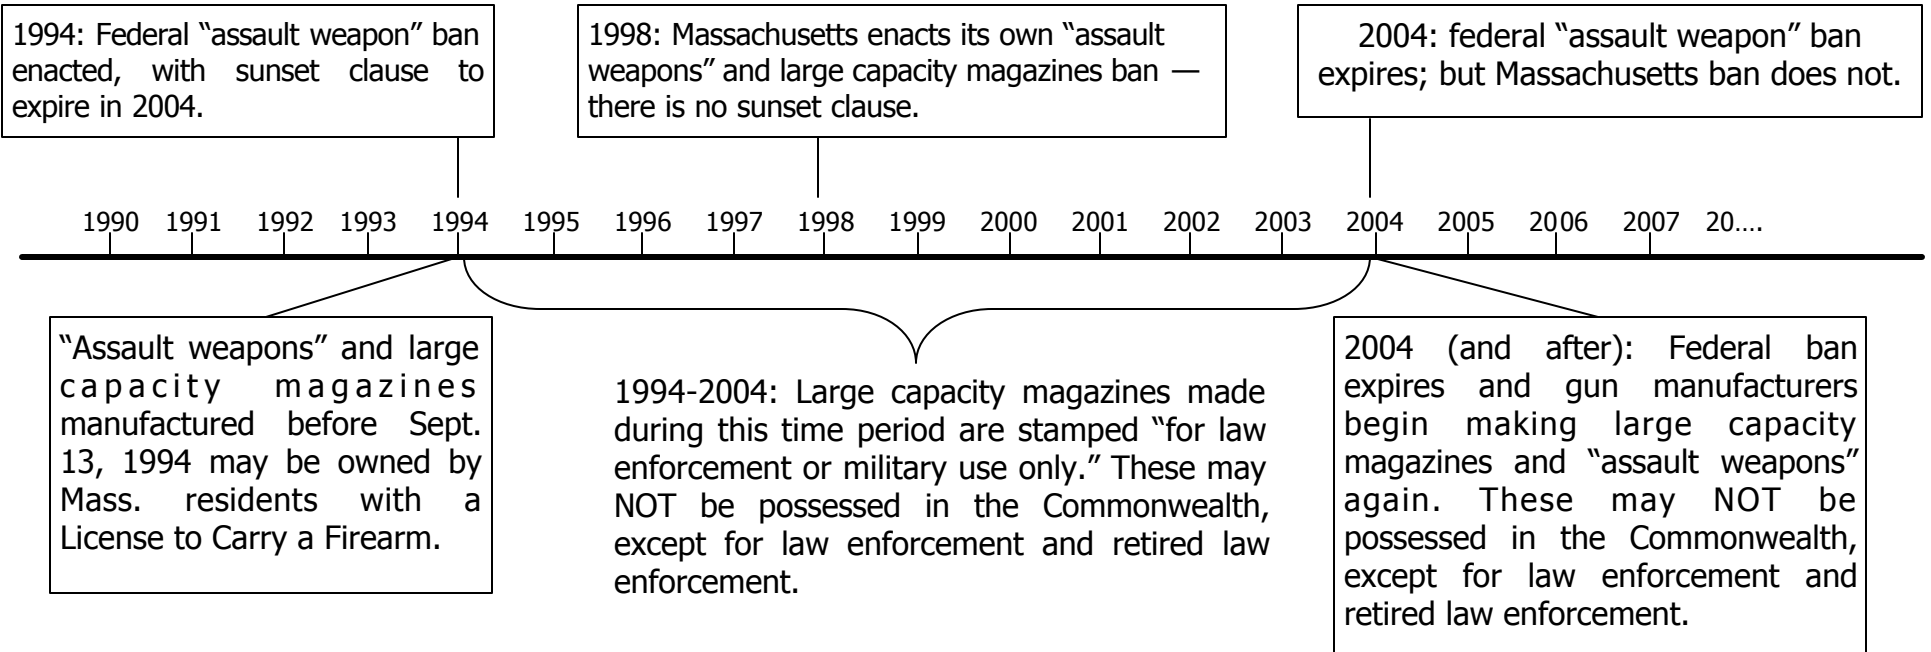 1994: Federal “assault weapon” ban
enacted, with sunset clause to
expire in 2004.
1998: Massachusetts enacts its own “assault
weapons” and large capacity magazines ban —
there is no sunset clause.
2004: federal “assault weapon” ban
expires; but Massachusetts ban does not.
1990 1991 1992 1993 1994 1995 1996 1997 1998 1999 2000 2001 2002 2003 2004 2005 2006 2007 20....
“Assault weapons” and large
capacity magazines
manufactured before Sept.
13, 1994 may be owned by
Mass. residents with a
License to Carry a Firearm.
1994-2004: Large capacity magazines made
during this time period are stamped “for law
enforcement or military use only.” These may
NOT be possessed in the Commonwealth,
except for law enforcement and retired law
enforcement.
2004 (and after): Federal ban
expires and gun manufacturers
begin making large capacity
magazines and “assault weapons”
again. These may NOT be
possessed in the Commonwealth,
except for law enforcement and
retired law enforcement.